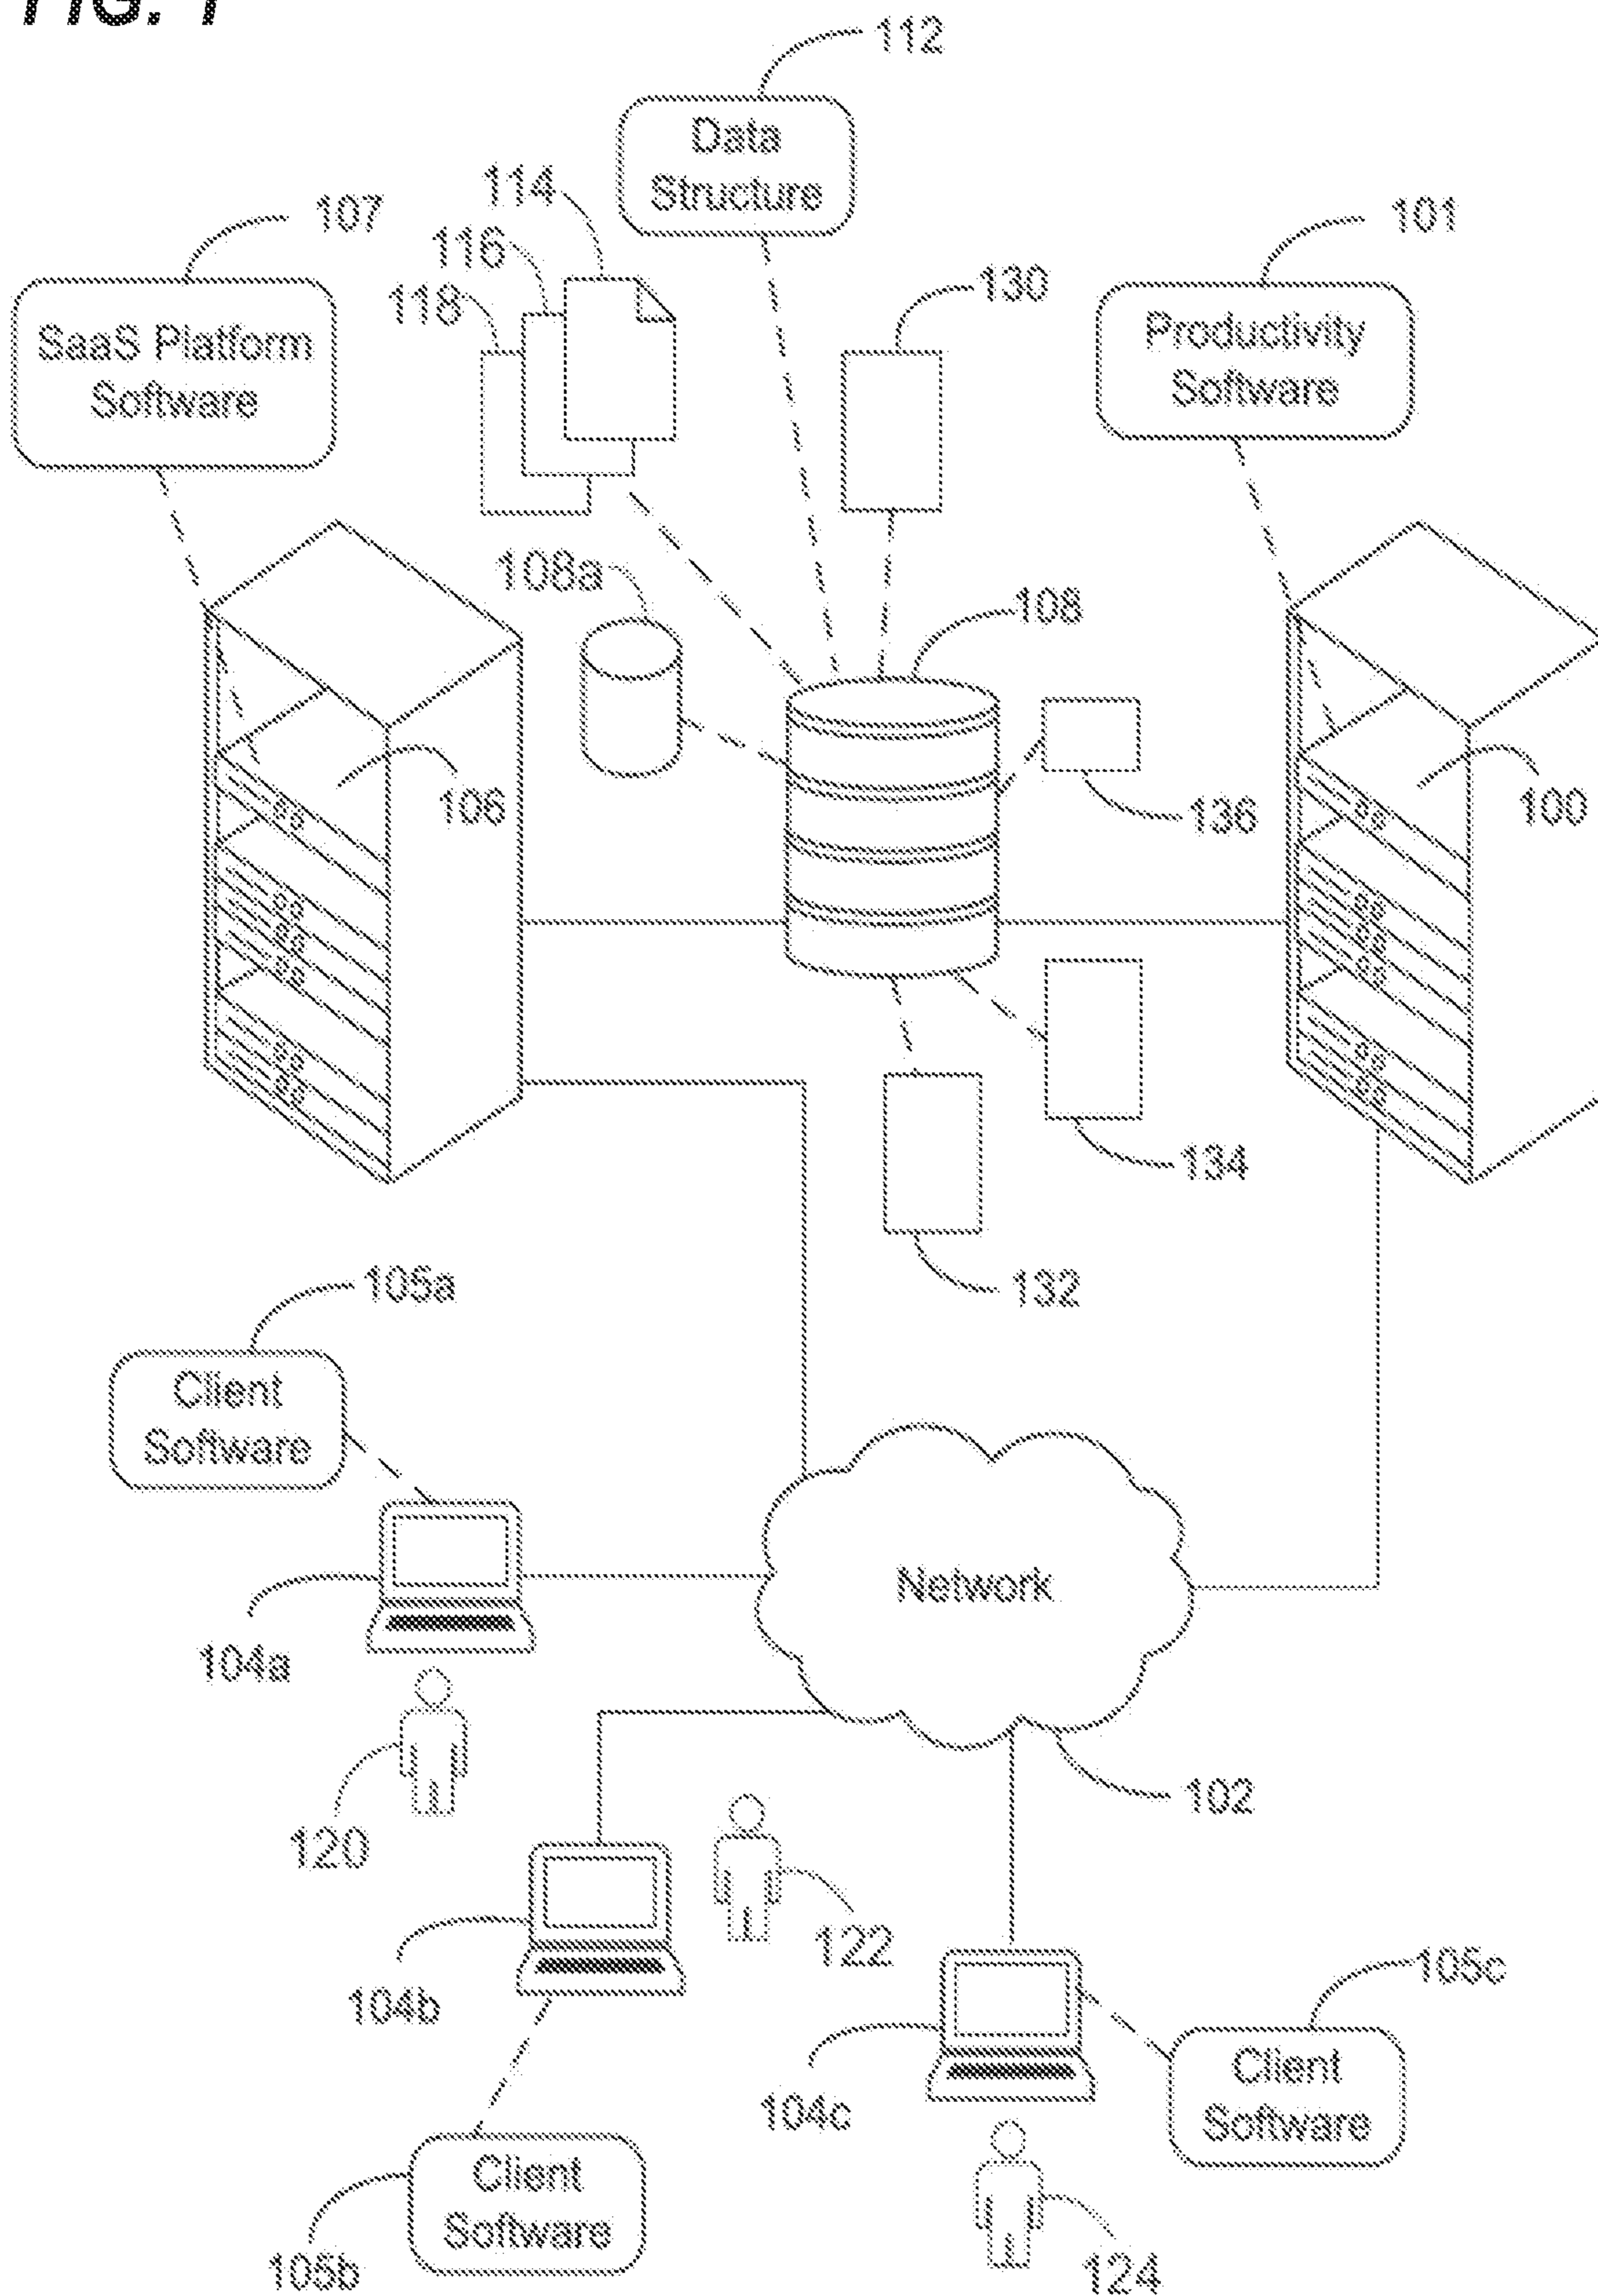 FIG. 1
112
Data
Structure
114
107
116
101
118
130
SaaS Platform
Software
Productivity
Software
108a
108
106
136
100
134
132
105a
Client
Software
Network
104a
102
120
122
105c
104b
104c
Client
Software
Client
Software
105b
124